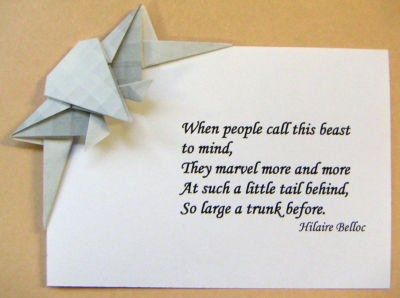 When people call this beast
to mind,
They marvel more and more
At such a little tail behind,
So large a trunk before.
Hilaire Belloc